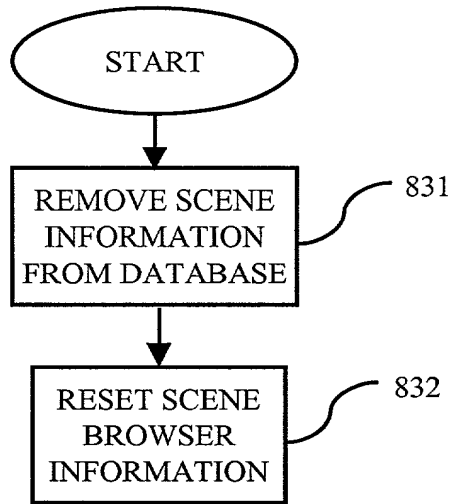 START
REMOVE SCENE
INFORMATION
FROM DATABASE
831
RESET SCENE
BROWSER
INFORMATION
832